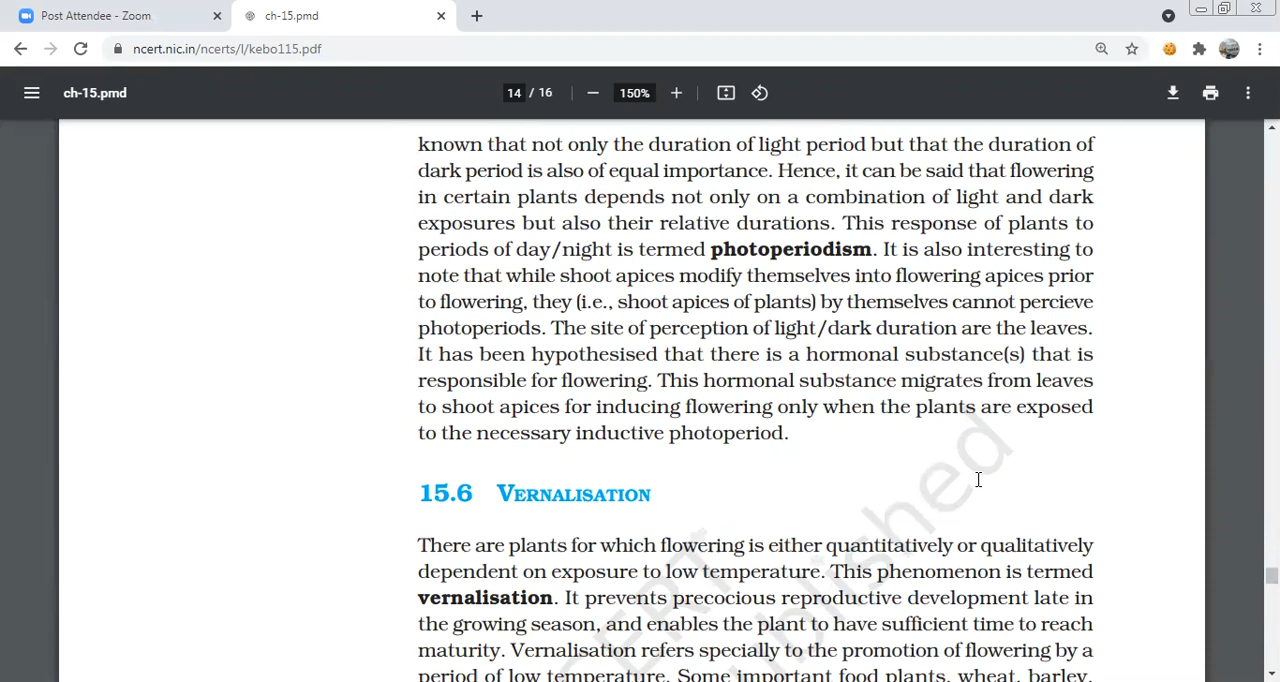 Post Attendee - Zoom
ch-15.pmd
ncert.nic.in/ncerts/l/kebo115.pdf
ch-15.pmd
14 / 16
150%
known that not only the duration of light period but that the duration of
dark period is also of equal importance. Hence, it can be said that flowering
in certain plants depends not only on a combination of light and dark
exposures but also their relative durations. This response of plants to
periods of day/night is termed photoperiodism. It is also interesting to
note that while shoot apices modify themselves into flowering apices prior
to flowering, they (i.e., shoot apices of plants) by themselves cannot percieve
photoperiods. The site of perception of light/dark duration are the leaves.
It has been hypothesised that there is a hormonal substance(s) that is
responsible for flowering. This hormonal substance migrates from leaves
to shoot apices for inducing flowering only when the plants are exposed
to the necessary inductive photoperiod.
15.6 VERNALISATION
There are plants for which flowering is either quantitatively or qualitatively
dependent on exposure to low temperature. This phenomenon is termed
vernalisation. It prevents precocious reproductive development late in
the growing season, and enables the plant to have sufficient time to reach
maturity. Vernalisation refers specially to the promotion of flowering by a
period of low temperature. Some important food plants, wheat, barley,
NCERT
published